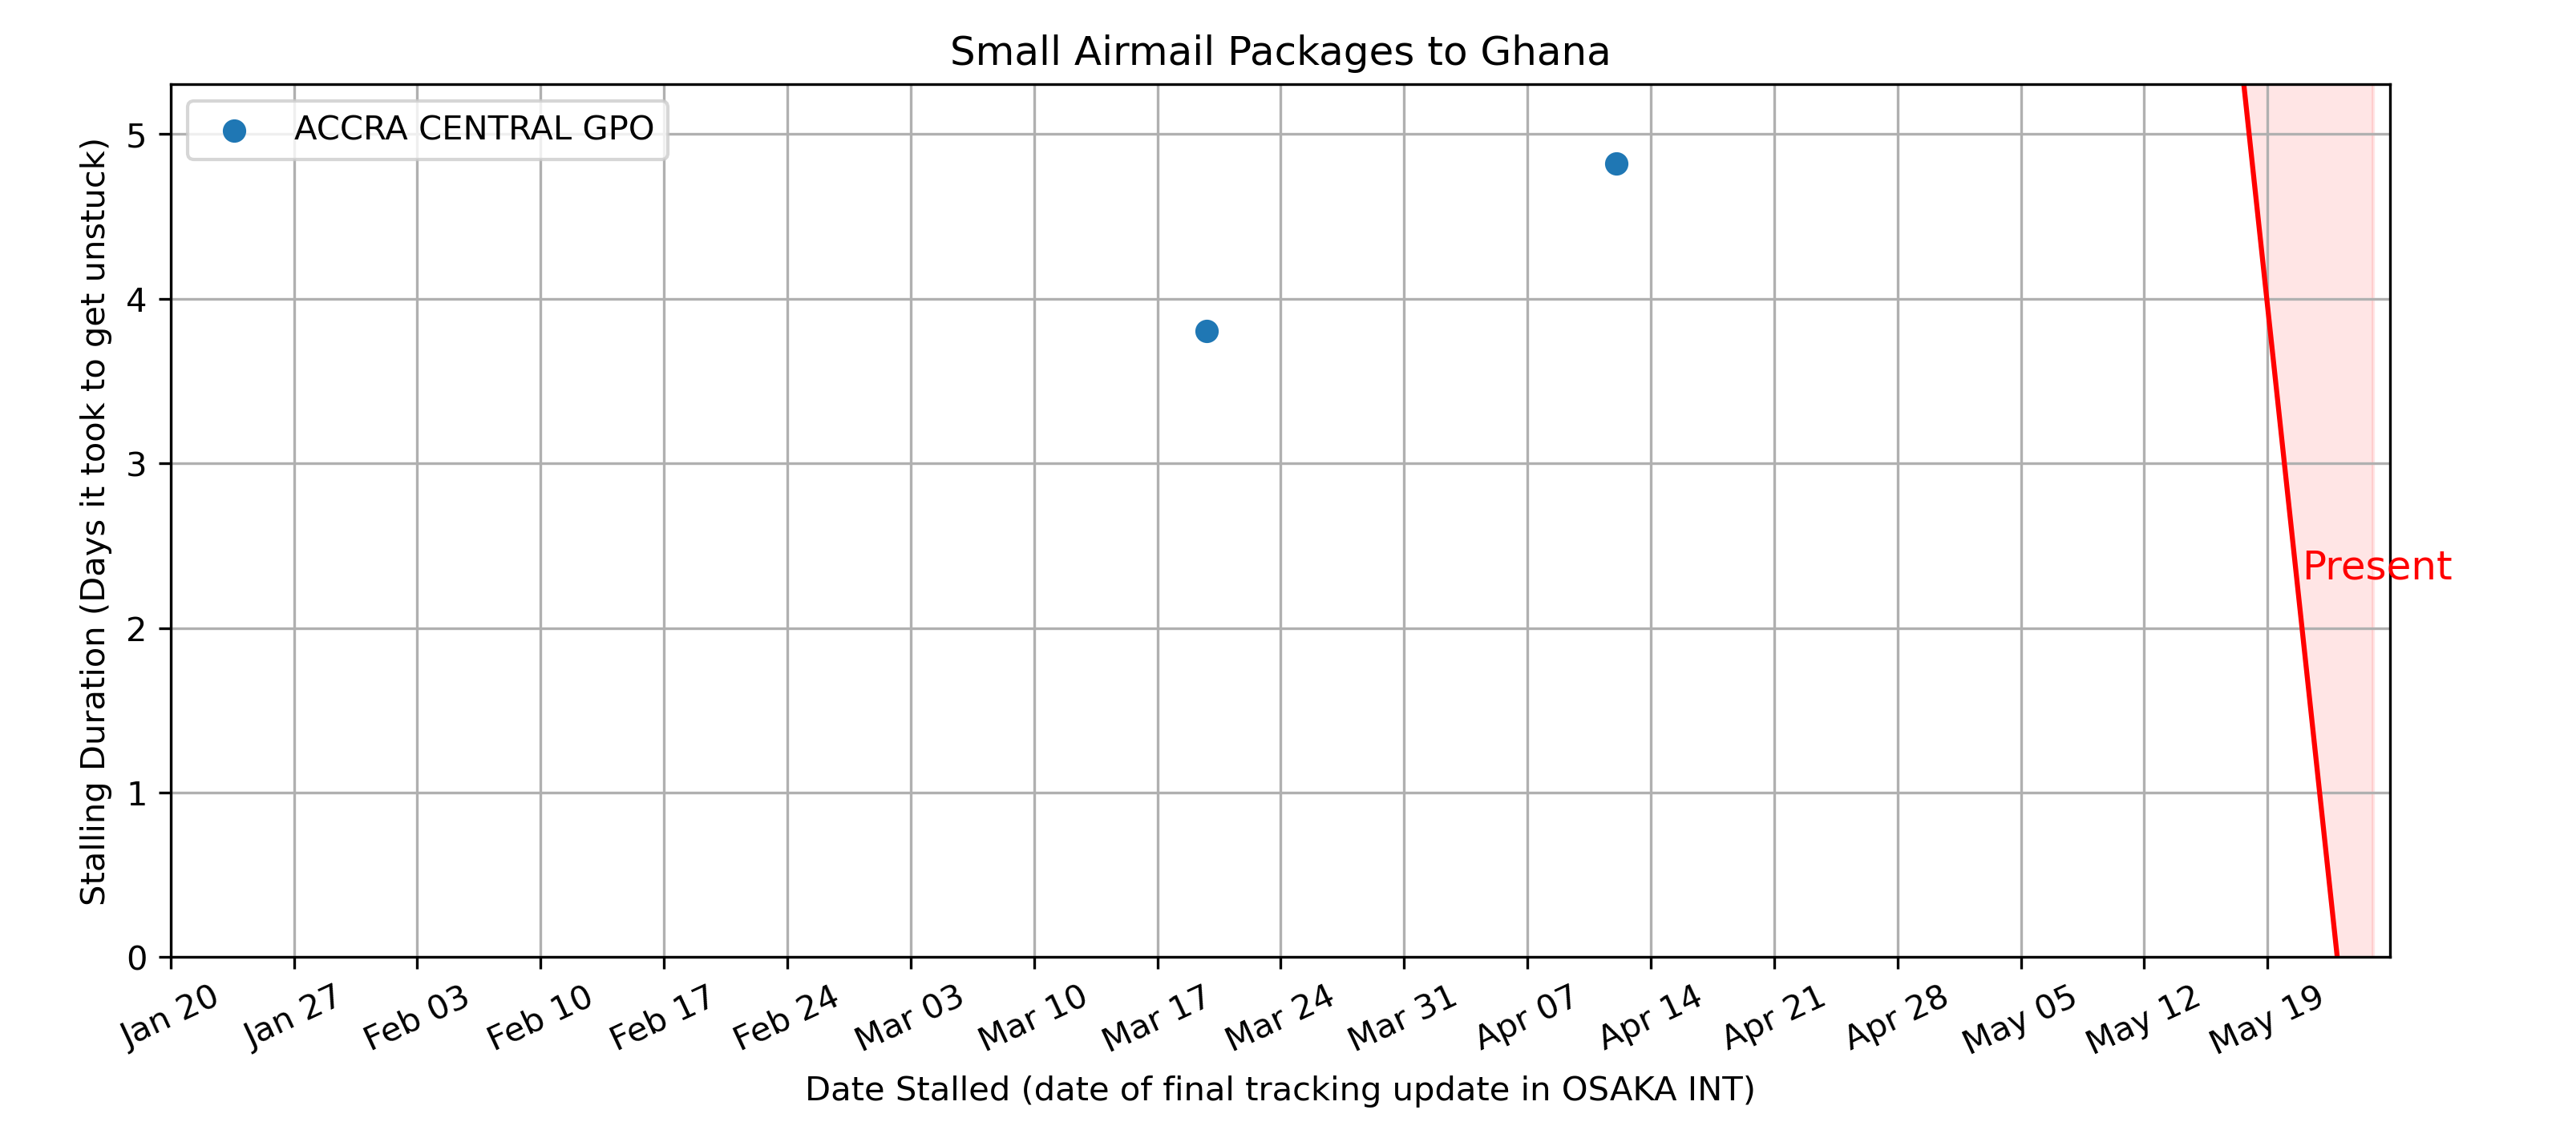 Small Airmail Packages to Ghana
ACCRA CENTRAL GPO
Stalling Duration (Days it took to get unstuck)
5
4
3
2
1
0
Present
Jan 20
Jan 27
Feb 03
Feb 10
Feb 17
Feb 24
Mar 03
Mar 10
Mar 17
Mar 24
Mar 31
Apr 07
Apr 14
Apr 21
Apr 28
May 05
May 12
May 19
Date Stalled (date of final tracking update in OSAKA INT)